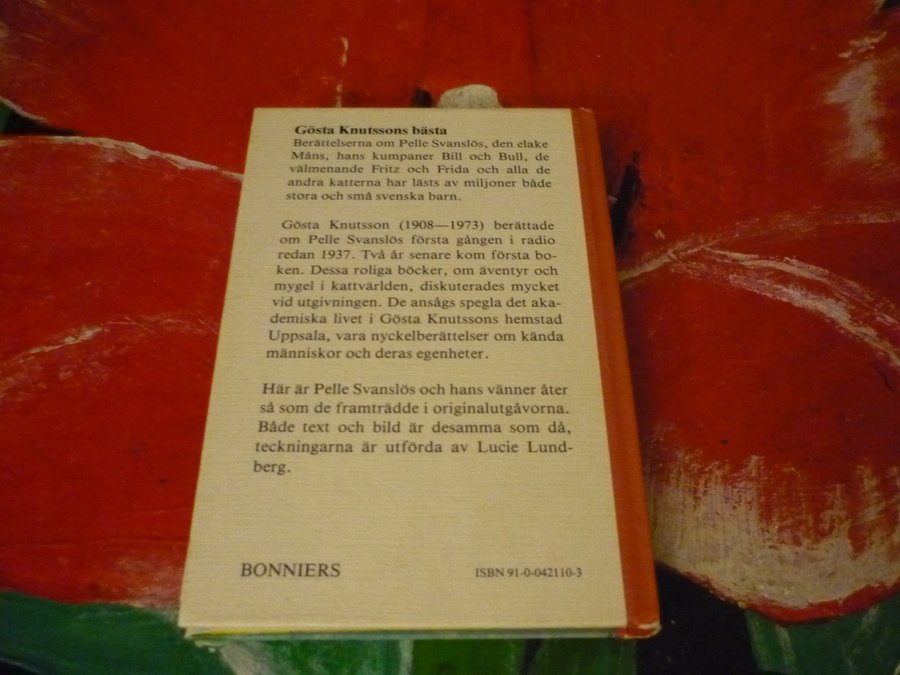 Gösta Knutssons bästa
Berättelserna om Pelle Svanslös, den elake
Måns, hans kumpaner Bill och Bull, de
välmenande Fritz och Frida och alla de
andra katterna har lästs av miljoner både
stora och små svenska barn.
Gösta Knutsson (1908—1973) berättade
om Pelle Svanslös första gången i radio
redan 1937. Två år senare kom första bo-
ken. Dessa roliga böcker, om äventyr och
mygel i kattvärlden, diskuterades mycket
vid utgivningen. De ansågs spegla det aka-
demiska livet i Gösta Knutssons hemstad
Uppsala, vara nyckelberättelser om kända
människor och deras egenheter.
Här är Pelle Svanslös och hans vänner åter
så som de framträdde i originalutgåvorna.
Både text och bild är desamma som då,
teckningarna är utförda av Lucie Lund-
berg.
BONNIERS
ISBN 91-0-042110-3